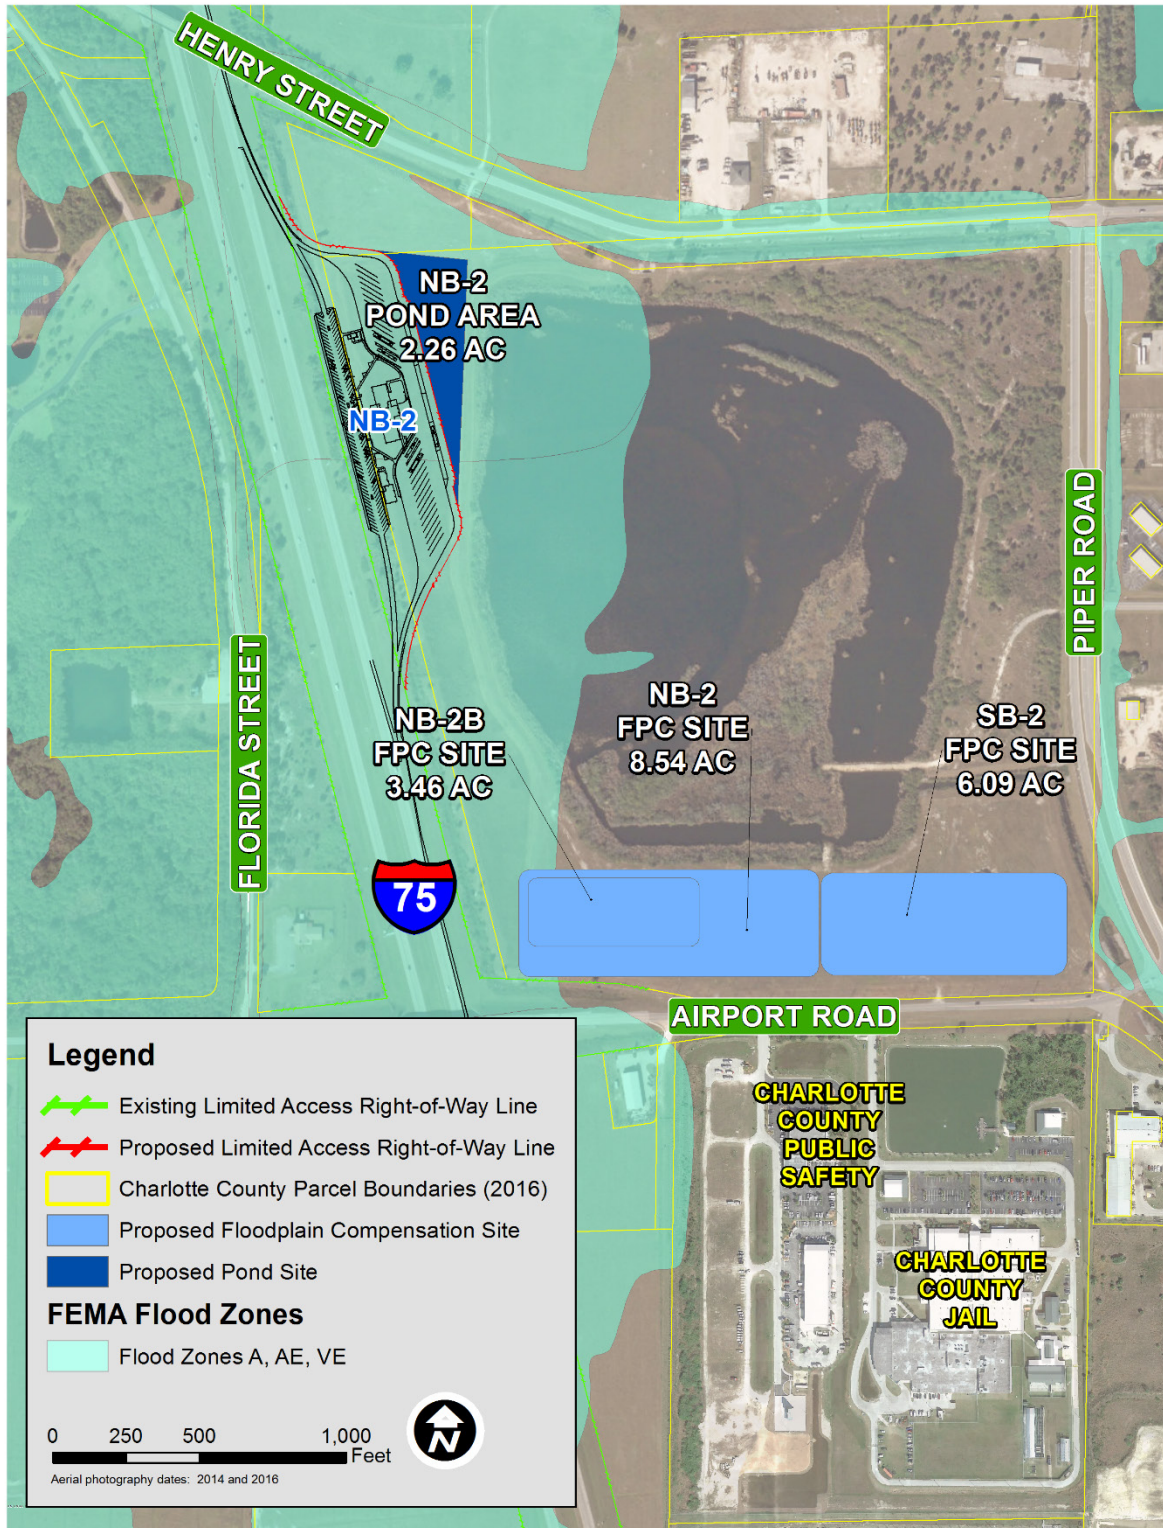 HENRY STREET
NB-2
POND AREA
2.26 AC
NB-2
PIPER ROAD
FLORIDA STREET
NB-2B
FPC SITE
3.46 AC
NB-2
FPC SITE
8.54 AC
SB-2
FPC SITE
6.09 AC
75
AIRPORT ROAD
CHARLOTTE
COUNTY
PUBLIC
SAFETY
CHARLOTTE
COUNTY
JAIL
Legend
Existing Limited Access Right-of-Way Line
Proposed Limited Access Right-of-Way Line
Charlotte County Parcel Boundaries (2016)
Proposed Floodplain Compensation Site
Proposed Pond Site
FEMA Flood Zones
Flood Zones A, AE, VE
0 250 500 1,000
Feet
N
Aerial photography dates: 2014 and 2016